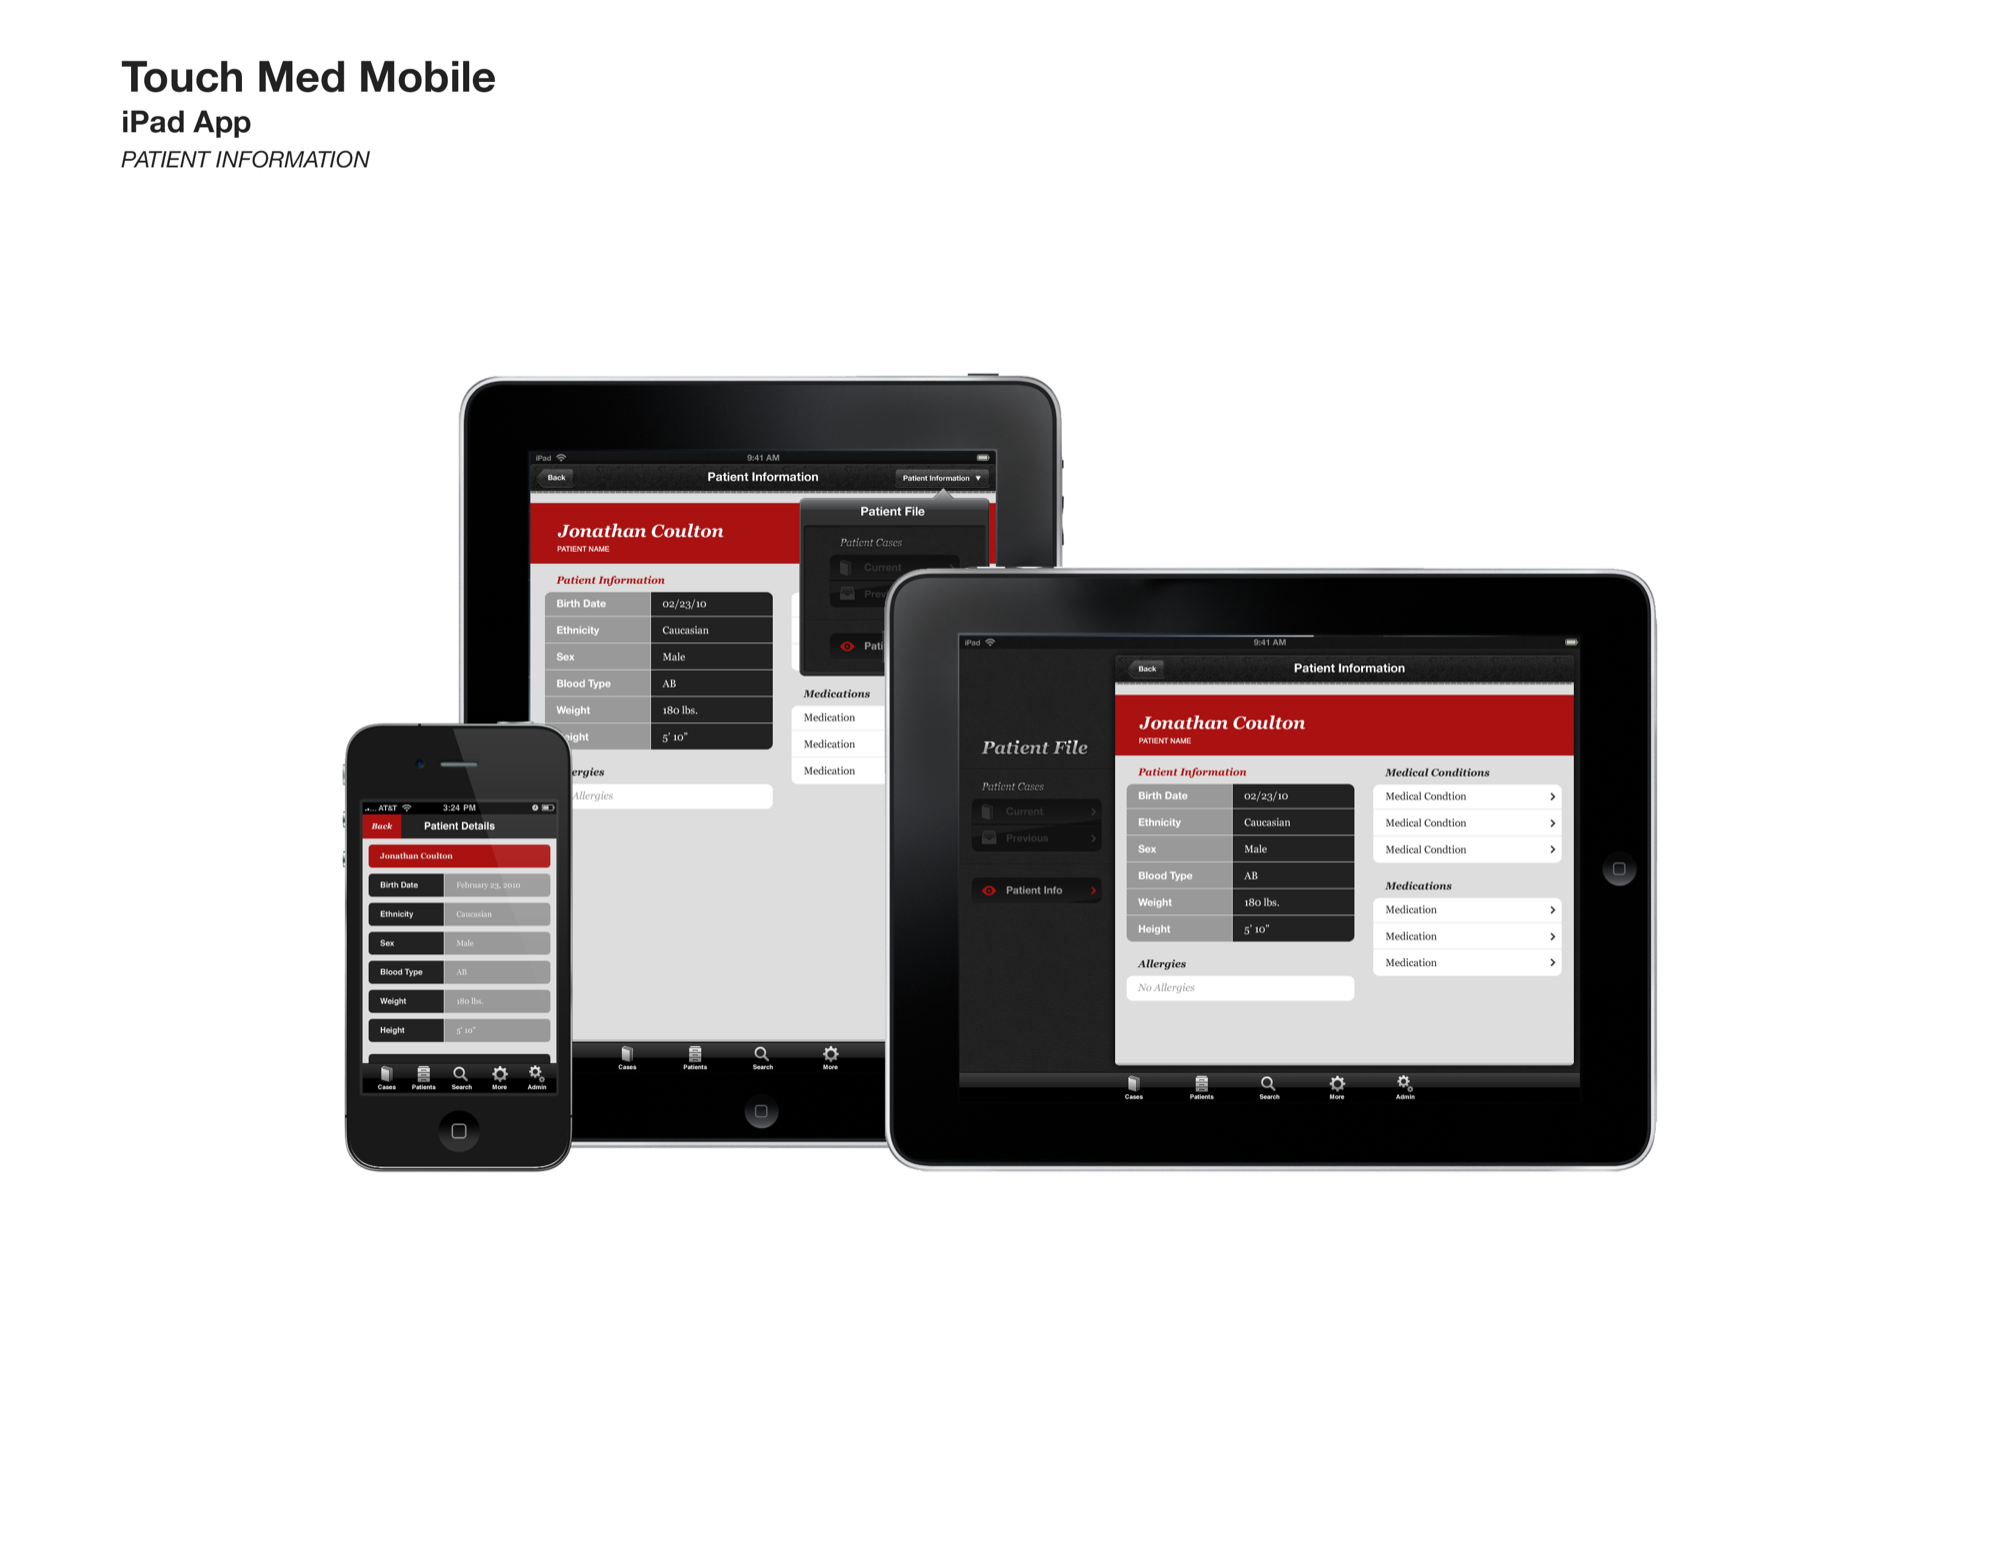 Touch Med Mobile
iPad App
PATIENT INFORMATION
iPad 9:41 AM
Back Patient Information Patient Information ▼
Patient File
Jonathan Coulton
PATIENT NAME
Patient Cases
Current
Prev
Pati
Patient Information
Birth Date 02/23/10
Ethnicity Caucasian
Sex Male
Blood Type AB
Weight 180 lbs.
eight 5' 10"
ergies
Allergies
Medications
Medication
Medication
Medication
Cases Patients Search More
AT&T 3:24 PM
Back Patient Details
Jonathan Coulton
Birth Date February 23, 2010
Ethnicity Caucasian
Sex Male
Blood Type AB
Weight 180 lbs.
Height 5' 10"
Cases Patients Search More Admin
iPad 9:41 AM
Back Patient Information
Patient File
Patient Cases
Current
Previous
Patient Info
Jonathan Coulton
PATIENT NAME
Patient Information
Birth Date 02/23/10
Ethnicity Caucasian
Sex Male
Blood Type AB
Weight 180 lbs.
Height 5' 10"
Allergies
No Allergies
Medical Conditions
Medical Condtion
Medical Condtion
Medical Condtion
Medications
Medication
Medication
Medication
Cases Patients Search More Admin